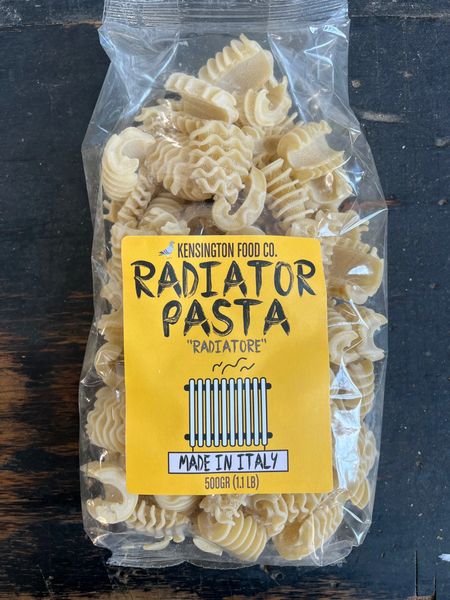 KENSINGTON FOOD CO.
RADIATOR
PASTA
"RADIATORE"
MADE IN ITALY
500GR (1.1 LB)